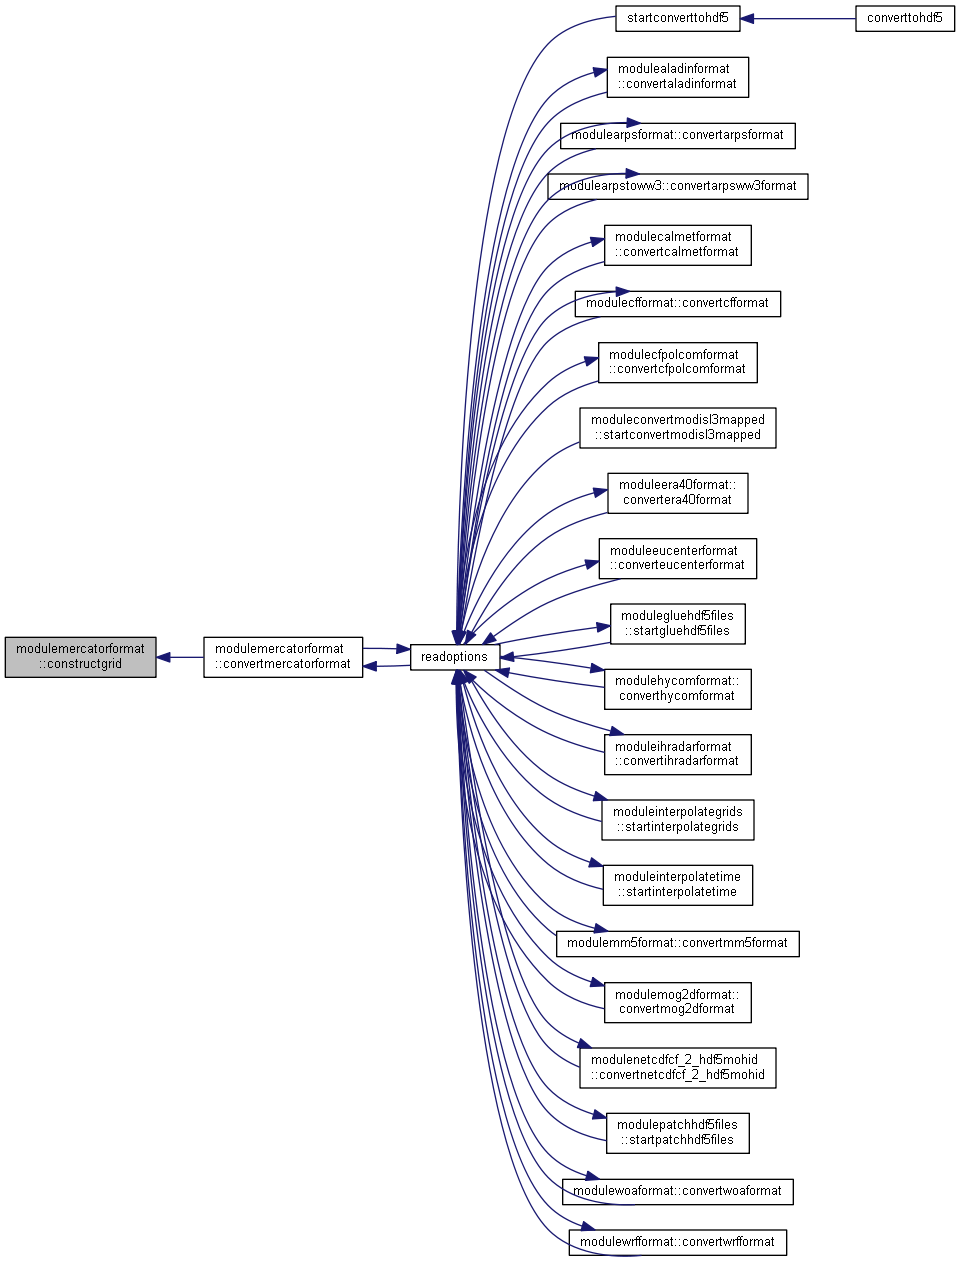 startconverttohdf5
converttohdf5
modulealadinformat
::convertaladinformat
modulearpsformat::convertarpsformat
modulearpstoww3::convertarpsww3format
modulecalmetformat
::convertcalmetformat
modulecfformat::convertcfformat
modulecfpolcomformat
::convertcfpolcomformat
moduleconvertmodisl3mapped
::startconvertmodisl3mapped
moduleera40format::
convertera40format
moduleeucenterformat
::converteucenterformat
modulegluehdf5files
::startgluehdf5files
modulemercatorformat
::constructgrid
modulemercatorformat
::convertmercatorformat
readoptions
modulehycomformat::
converthycomformat
moduleihradarformat
::convertihradarformat
moduleinterpolategrids
::startinterpolategrids
moduleinterpolatetime
::startinterpolatetime
modulemm5format::convertmm5format
modulemog2dformat::
convertmog2dformat
modulenetcdfcf_2_hdf5mohid
::convertnetcdfcf_2_hdf5mohid
modulepatchhdf5files
::startpatchhdf5files
modulewoaformat::convertwoaformat
modulewrfformat::convertwrfformat